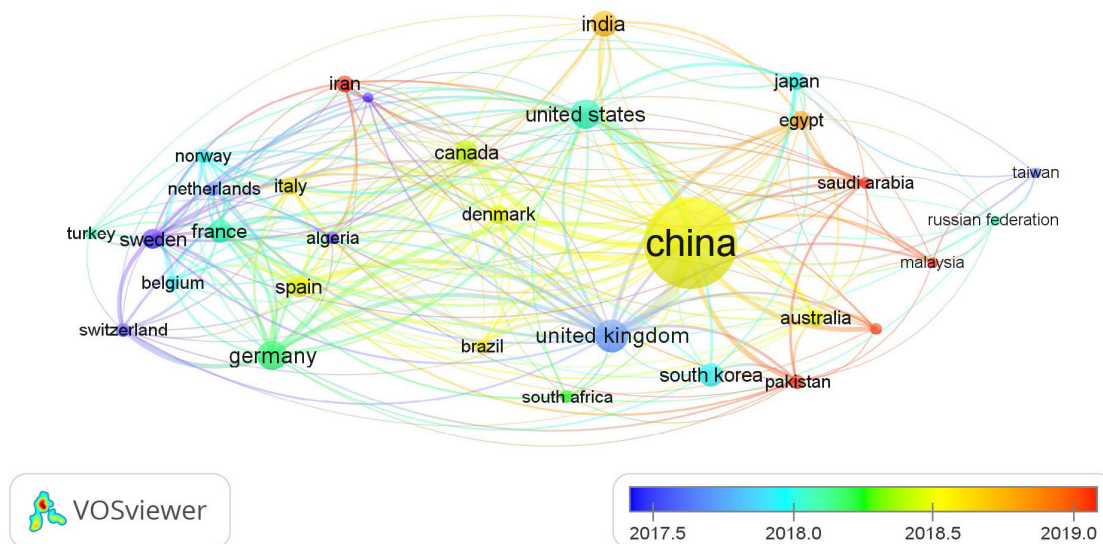 india
iran
japan
united states
egypt
canada
norway
taiwan
netherlands
italy
saudi arabia
denmark
russian federation
turkey
sweden
france
algeria
china
malaysia
belgium
spain
australia
switzerland
united kingdom
brazil
germany
south korea
pakistan
south africa
VOSviewer
2017.5 2018.0 2018.5 2019.0